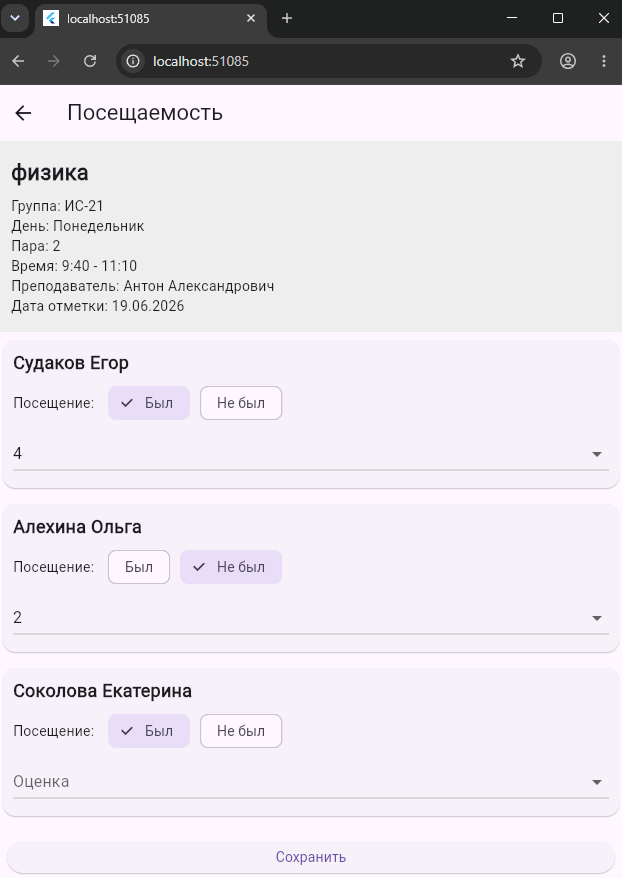 localhost:51085
localhost:51085
Посещаемость
физика
Группа: ИС-21
День: Понедельник
Пара: 2
Время: 9:40 - 11:10
Преподаватель: Антон Александрович
Дата отметки: 19.06.2026
Судаков Егор
Посещение: Был Не был
4
Алехина Ольга
Посещение: Был Не был
2
Соколова Екатерина
Посещение: Был Не был
Оценка
Сохранить